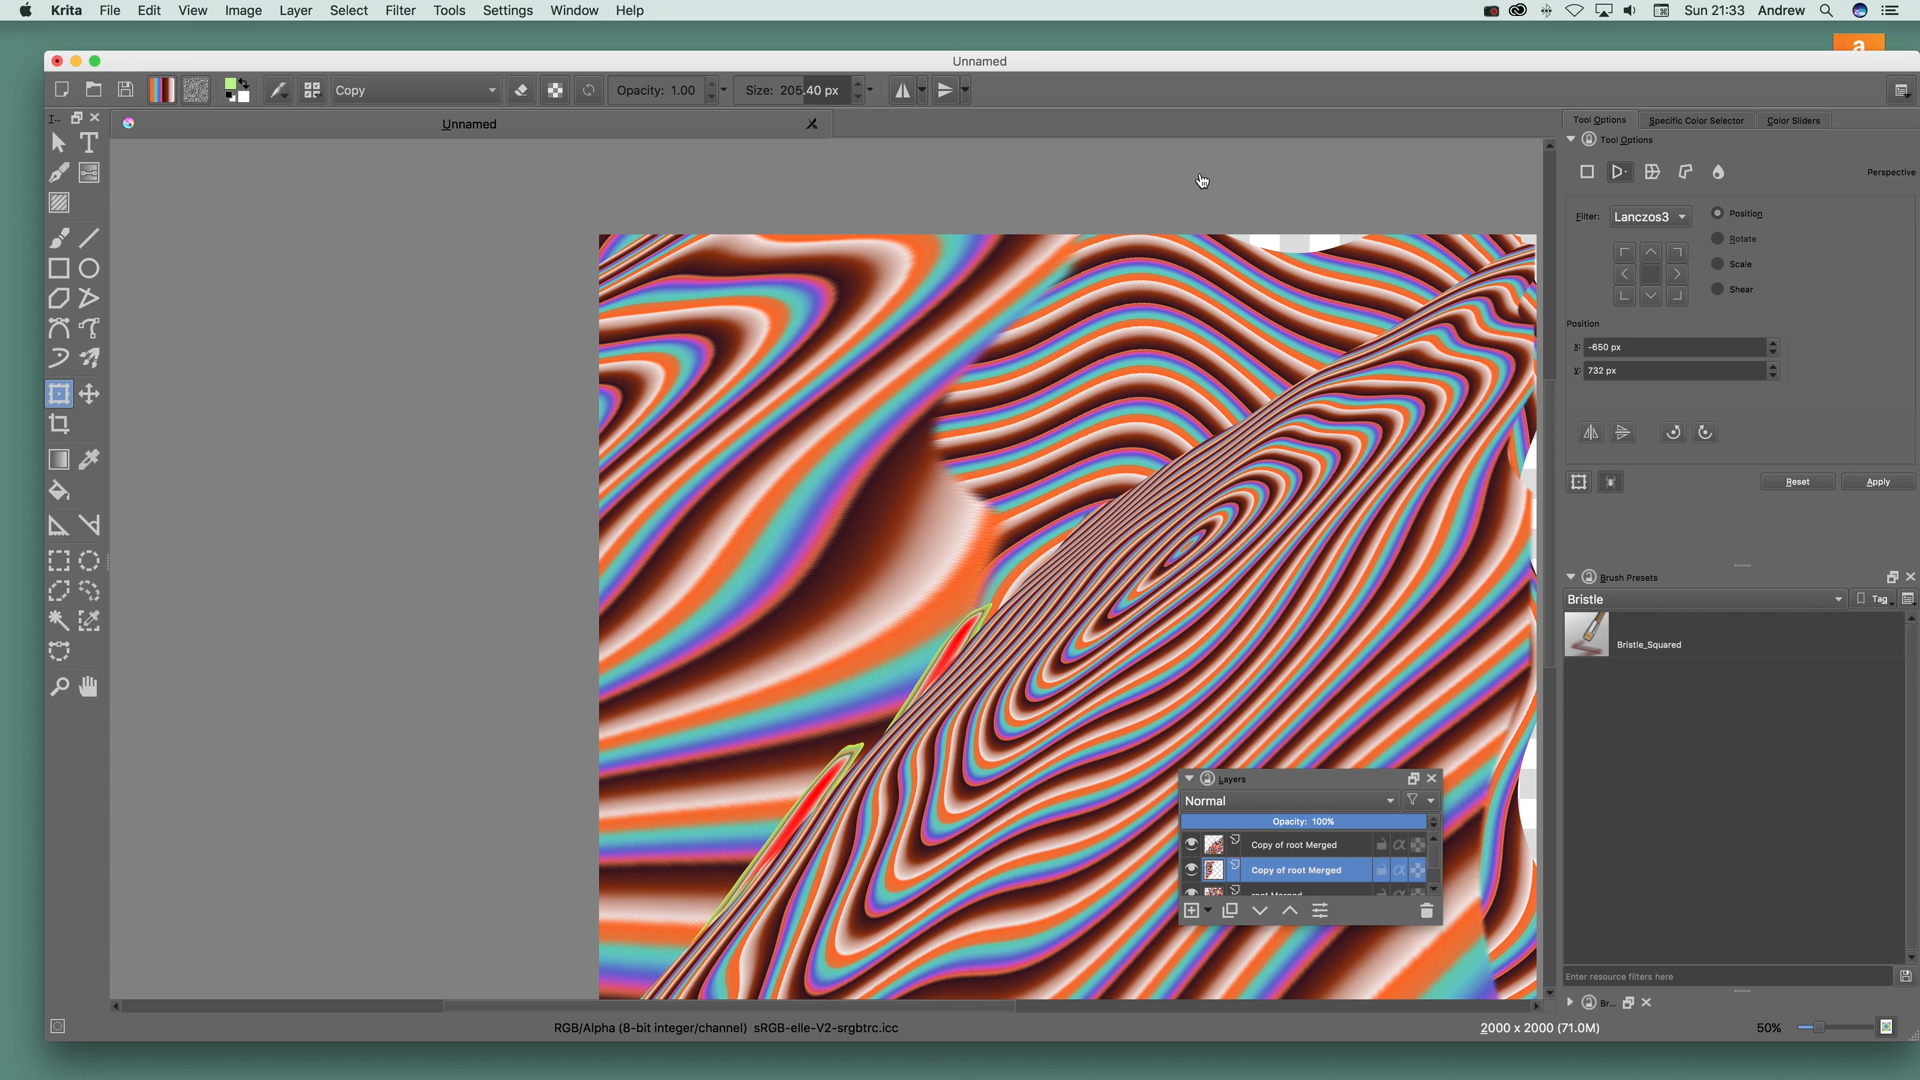 Krita File Edit View Image Layer Select Filter Tools Settings Window Help Sun 21:33 Andrew
a
Unnamed
Copy Opacity: 1.00 Size: 205.40 px
T... Unnamed Tool Options Specific Color Selector Color Sliders
Tool Options
Perspective
Filter: Lanczos3 Position
Rotate
Scale
Shear
Position
x: -650 px
y: 732 px
Reset Apply
Brush Presets
Bristle Tag
Bristle_Squared
Layers
Normal
Opacity: 100%
Copy of root Merged
Copy of root Merged
root Merged
Enter resource filters here
Br...
RGB/Alpha (8-bit integer/channel) sRGB-elle-V2-srgbtrc.icc 2000 x 2000 (71.0M) 50%